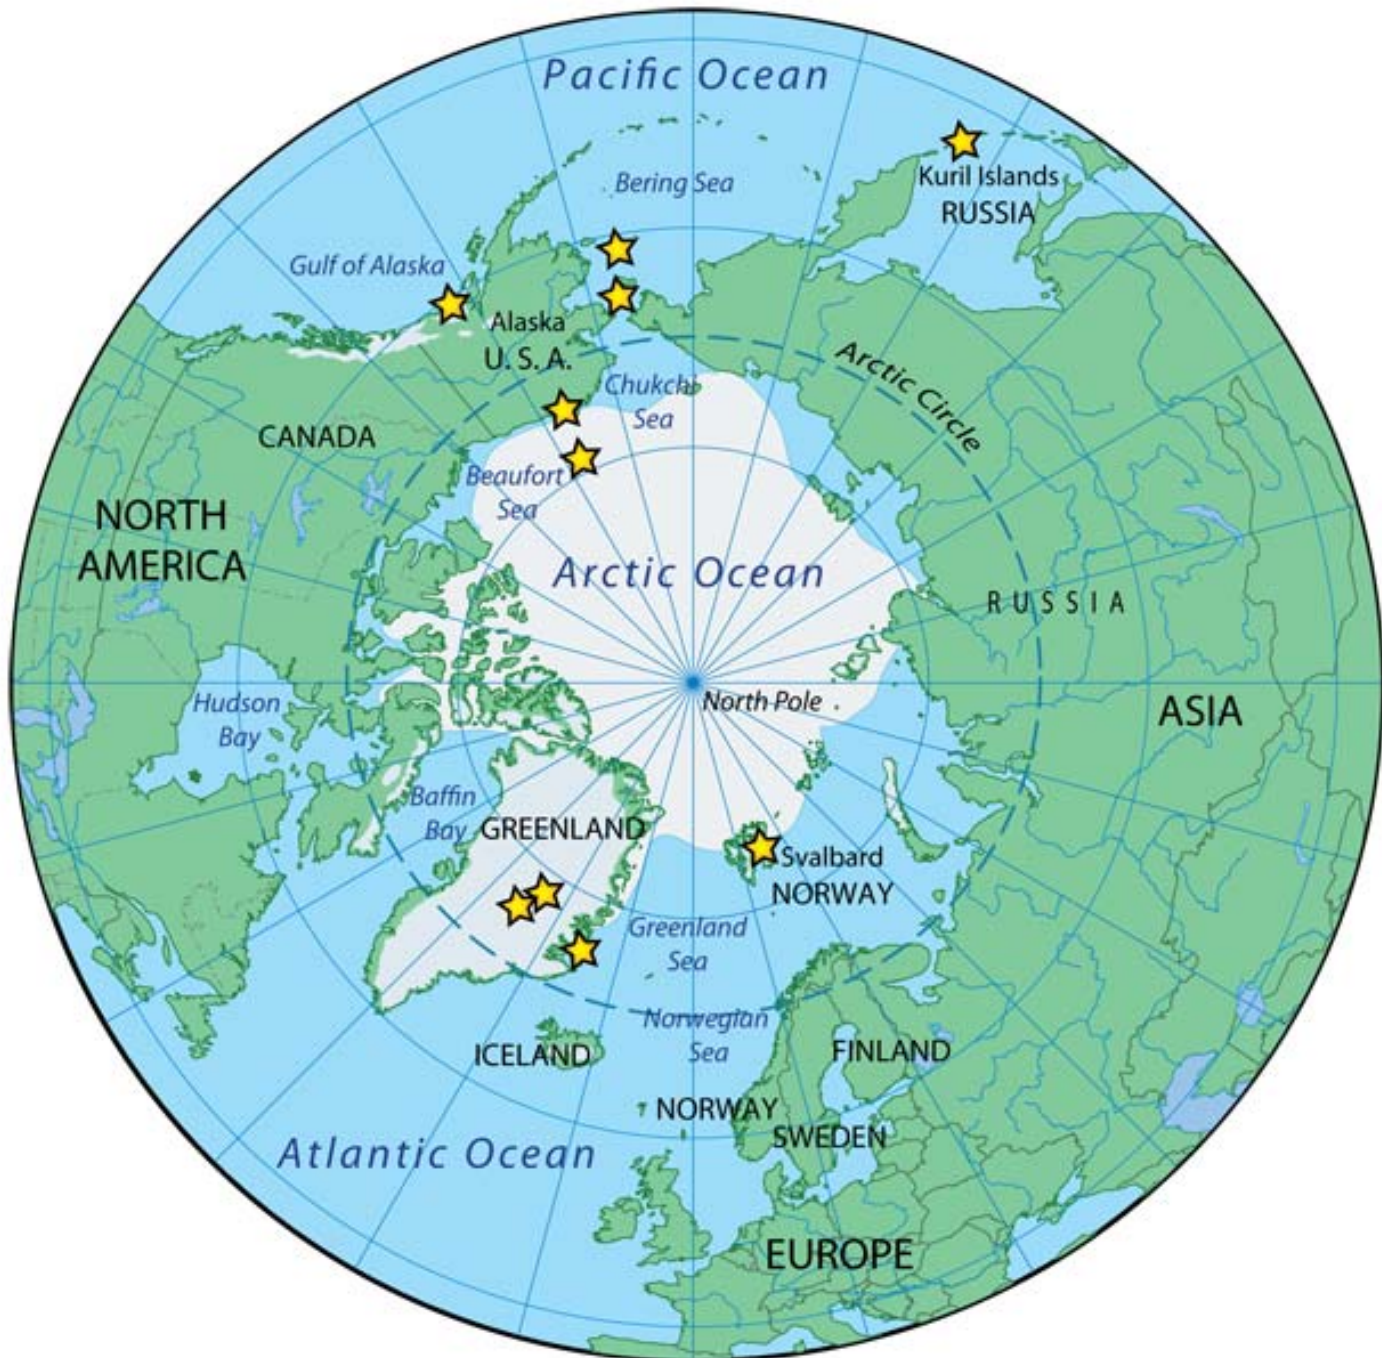 Pacific Ocean
Bering Sea
Kuril Islands
RUSSIA
Gulf of Alaska
Alaska
U. S. A.
Arctic Circle
Chukchi
Sea
CANADA
Beaufort
Sea
NORTH
AMERICA
Arctic Ocean
RUSSIA
North Pole
Hudson
Bay
ASIA
Baffin
Bay
GREENLAND
Svalbard
NORWAY
Greenland
Sea
Norwegian
Sea
ICELAND
FINLAND
NORWAY
SWEDEN
Atlantic Ocean
EUROPE